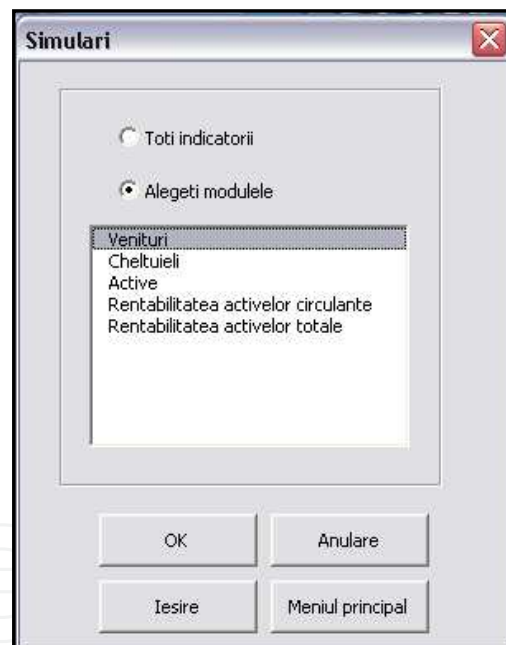 Simulari
Toti indicatorii
Alegeti modulele
Venituri
Cheltuieli
Active
Rentabilitatea activelor circulante
Rentabilitatea activelor totale
OK Anulare
Iesire Meniul principal